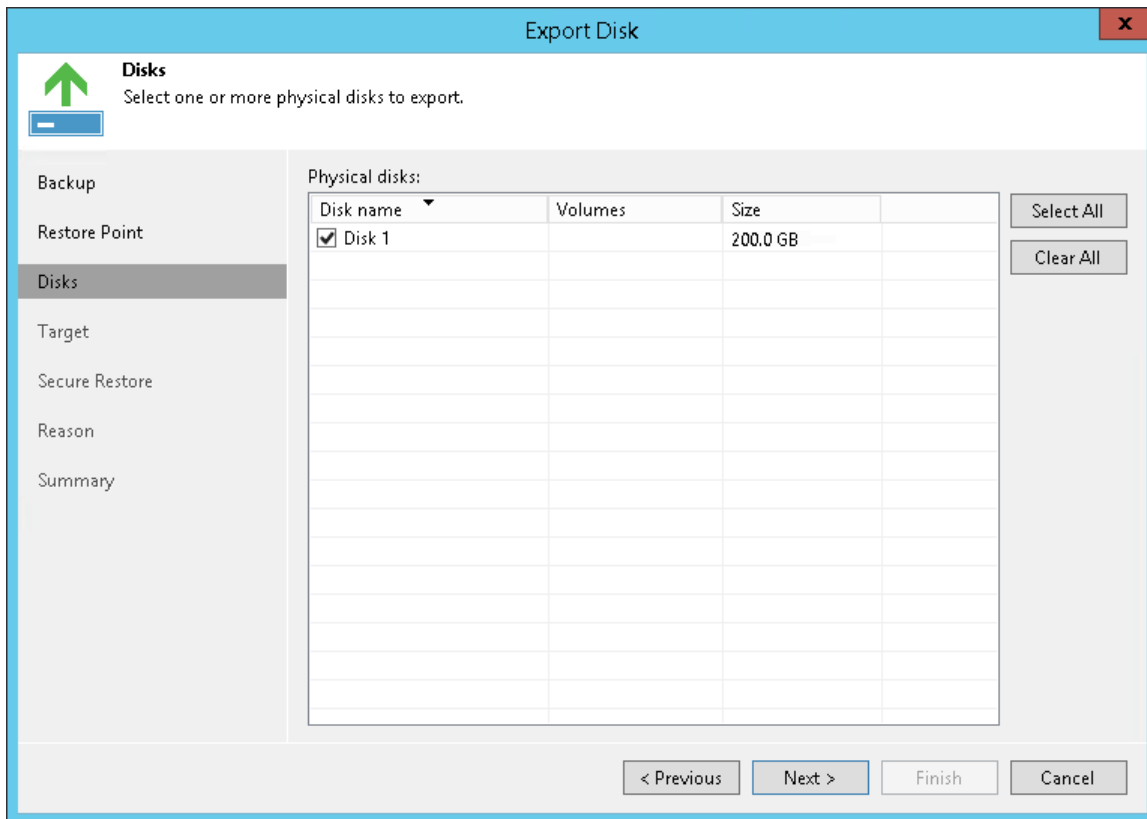 Export Disk
x
Disks
Select one or more physical disks to export.
Backup
Restore Point
Disks
Target
Secure Restore
Reason
Summary
Physical disks:
Disk name Volumes Size
Disk 1 200.0 GB
Select All
Clear All
< Previous Next > Finish Cancel